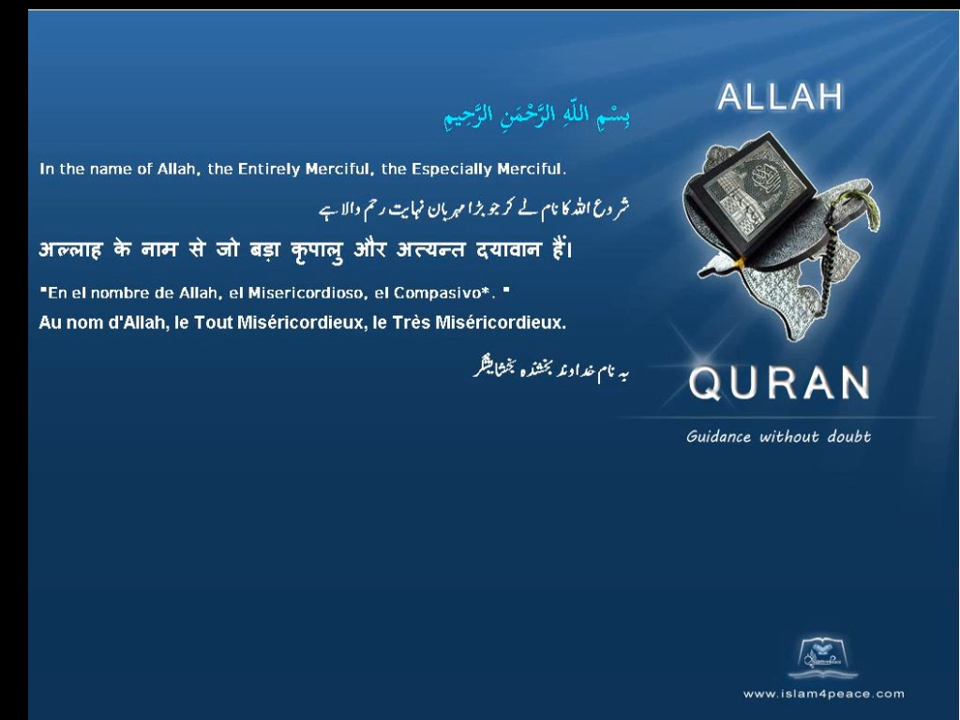 بِسْمِ اللّهِ الرَّحْمَنِ الرَّحِيمِ
In the name of Allah, the Entirely Merciful, the Especially Merciful.
شروع اللہ کا نام لے کر جو بڑا مہربان نہایت رحم والا ہے
अल्लाह के नाम से जो बड़ा कृपालु और अत्यन्त दयावान हैं।
"En el nombre de Allah, el Misericordioso, el Compasivo*. "
Au nom d'Allah, le Tout Miséricordieux, le Très Miséricordieux.
به نام خداوند بخشنده بخشایشگر
ALLAH
QURAN
Guidance without doubt
www.islam4peace.com